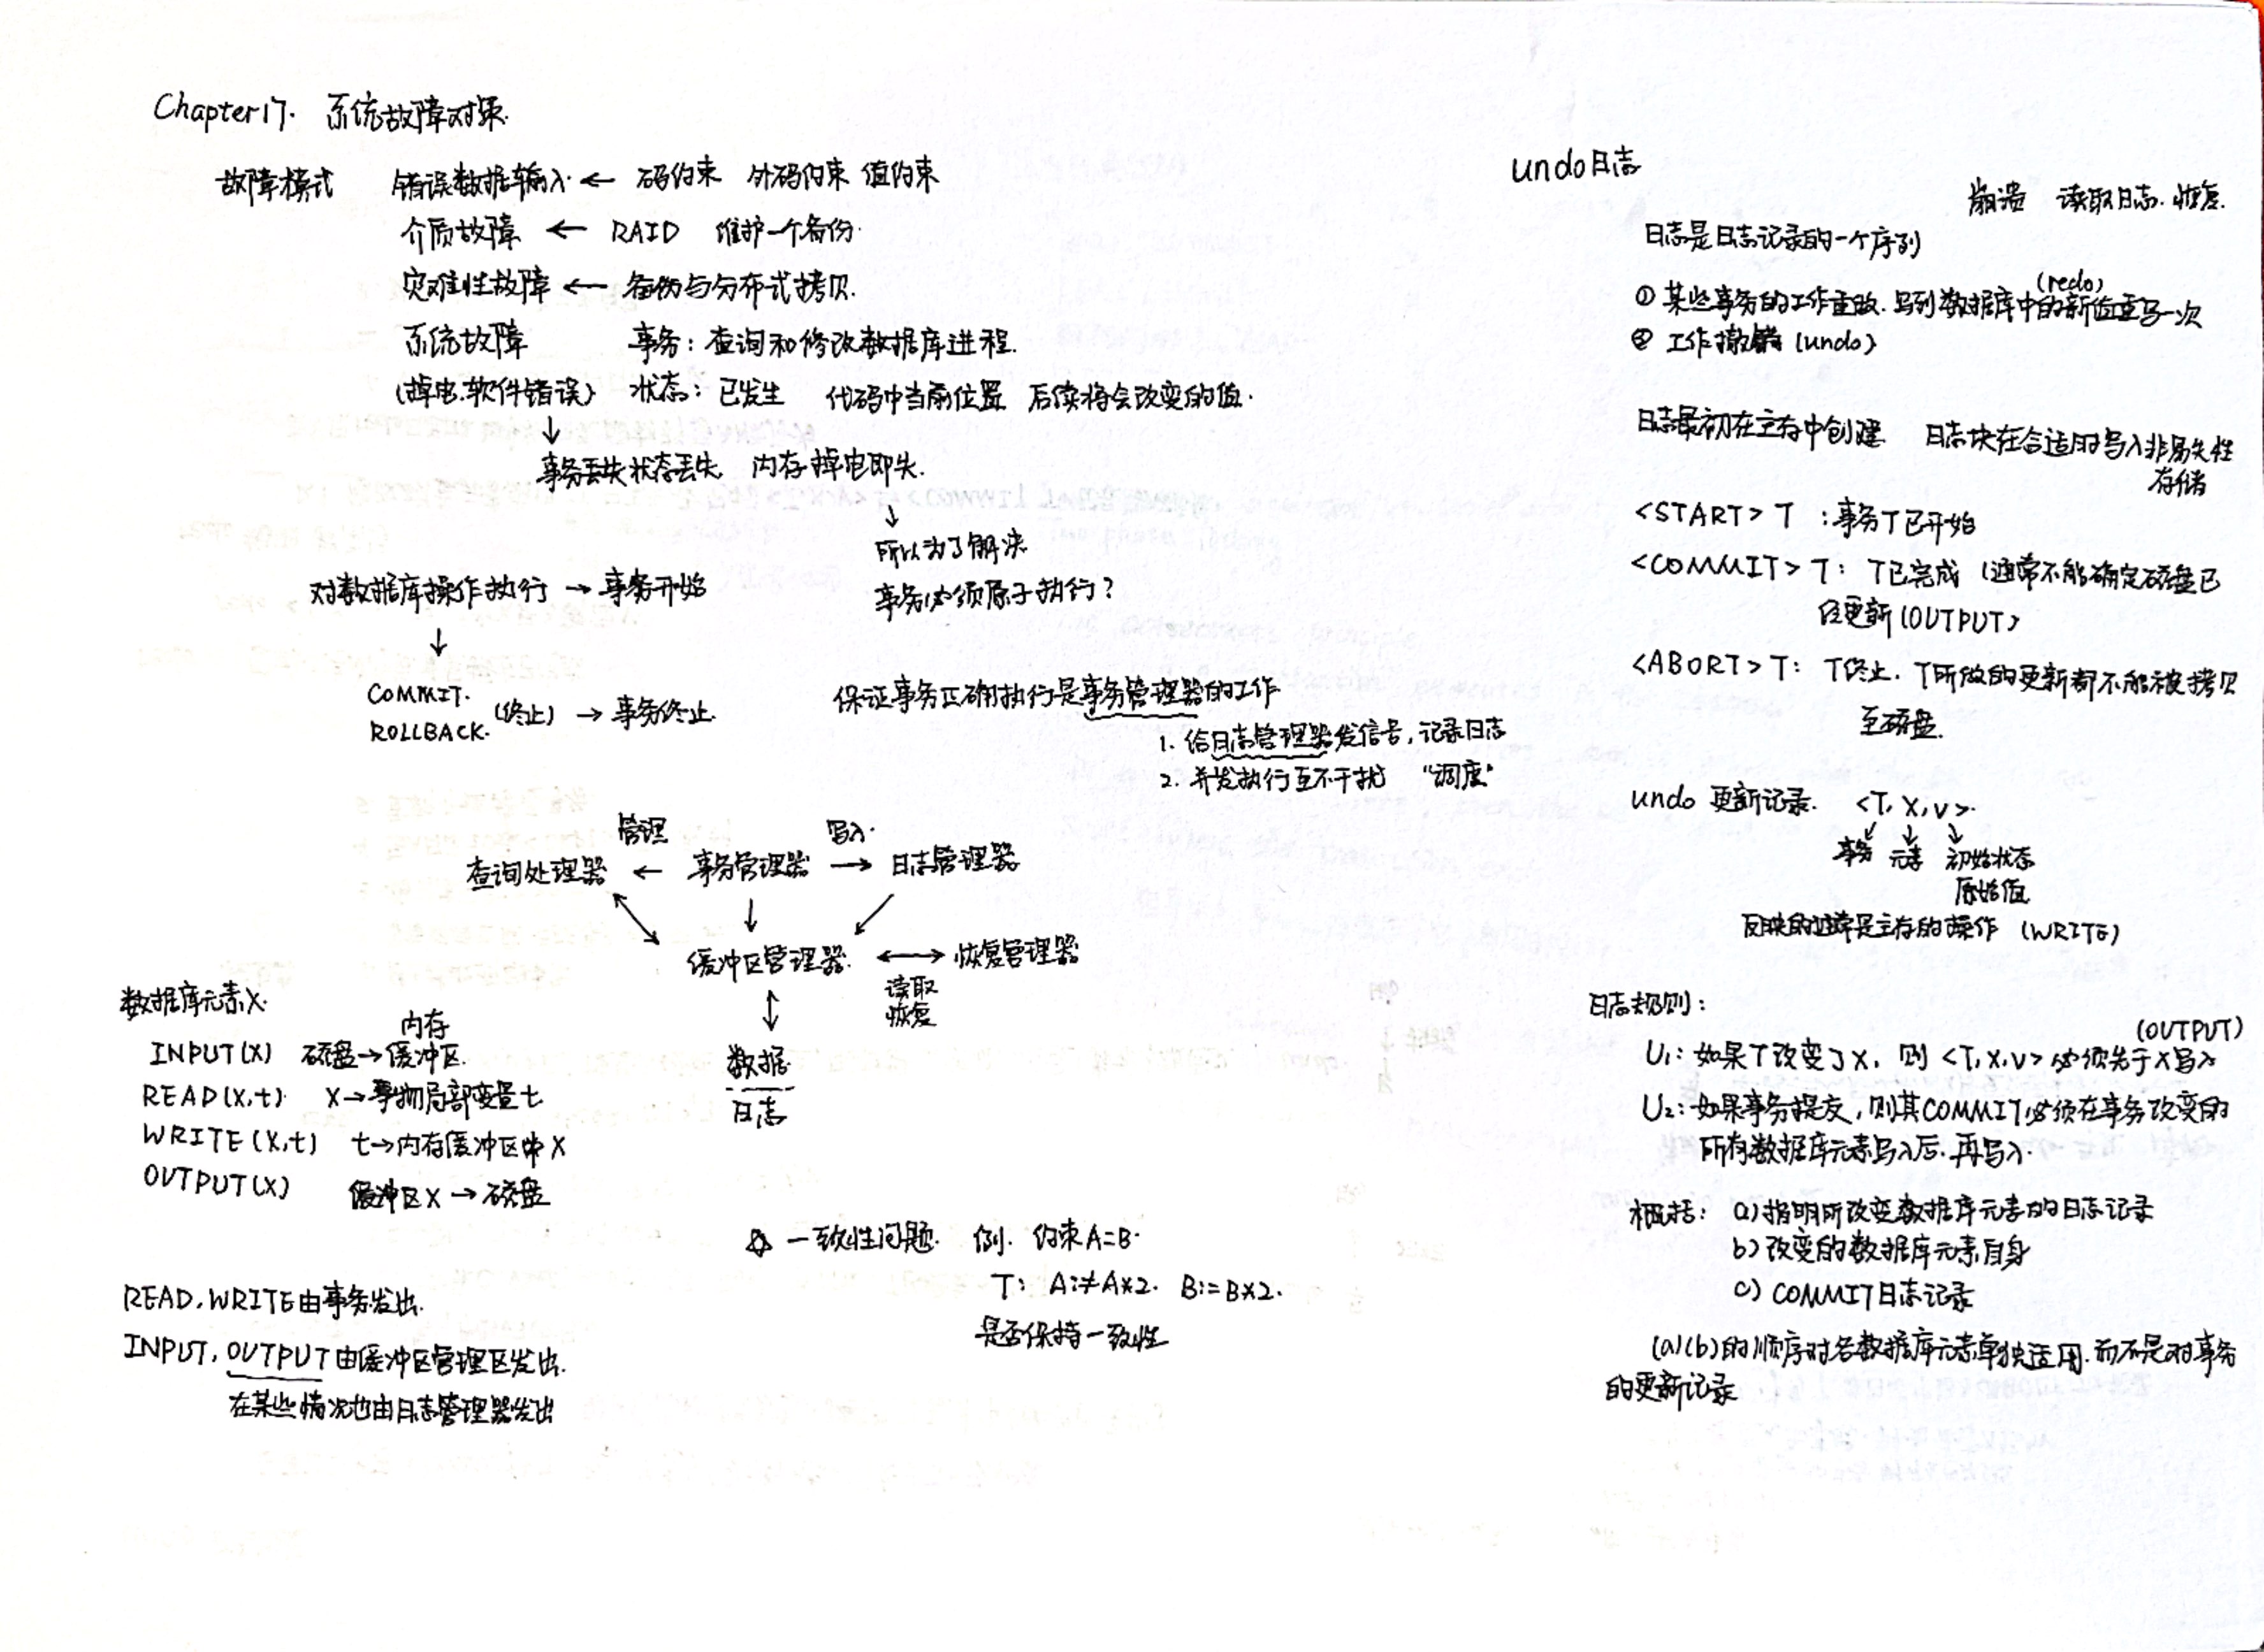 Chapter17. 系统故障对策.
故障模式 错误数据输入. ← 码约束 外码约束 值约束
介质故障 ← RAID 维护一个备份.
灾难性故障 ← 备份与分布式拷贝.
系统故障 事务: 查询和修改数据库进程.
(掉电.软件错误) 状态: 已发生 代码中当前位置 后续将会改变的值.
↓
事务丢失状态丢失. 内存掉电即失.
↓
所以为了解决
事务必须原子执行?
对数据库操作执行 → 事务开始
↓
COMMIT.
ROLLBACK. (终止) → 事务终止.
保证事务正确执行是事务管理器的工作
1. 给日志管理器发信号, 记录日志
2. 并发执行互不干扰 "调度"
管理 写入.
查询处理器 ← 事务管理器 → 日志管理器
缓冲区管理器. ↔ 恢复管理器
读取
恢复
↕
数据
日志
数据库元素X.
内存
INPUT(X) 磁盘→缓冲区.
READ(X,t). X→事物局部变量t
WRITE(X,t) t→内存缓冲区中X
OUTPUT(X) 缓冲区X→磁盘
READ, WRITE由事务发出.
INPUT, OUTPUT由缓冲区管理区发出.
在某些情况也由日志管理器发出
☆ 一致性问题. 例. 约束A=B.
T: A:=A×2. B:=B×2.
是否保持一致性
undo日志
崩溃 读取日志. 恢复.
日志是日志记录的一个序列
(redo)
① 某些事务的工作重做. 写到数据库中的新值重写一次
② 工作撤销 (undo)
日志最初在主存中创建 日志块在合适时写入非易失性
存储
<START> T : 事务T已开始
<COMMIT> T: T已完成 (通常不能确定磁盘已
经更新(OUTPUT)
<ABORT> T: T终止. T所做的更新都不能被拷贝
至磁盘.
undo 更新记录. <T, X, v>.
↙ ↓ ↘
事务 元素 初始状态
原始值
反映的通常是主存的操作 (WRITE)
日志规则:
(OUTPUT)
U₁: 如果T改变了X, 则 <T,X,v> 必须先于X写入
U₂: 如果事务提交, 则其COMMIT必须在事务改变的
所有数据库元素写入后. 再写入.
概括: a)指明所改变数据库元素的日志记录
b)改变的数据库元素自身
c) COMMIT日志记录
(a)(b)的顺序对各数据库元素单独适用. 而不是对事务
的更新记录